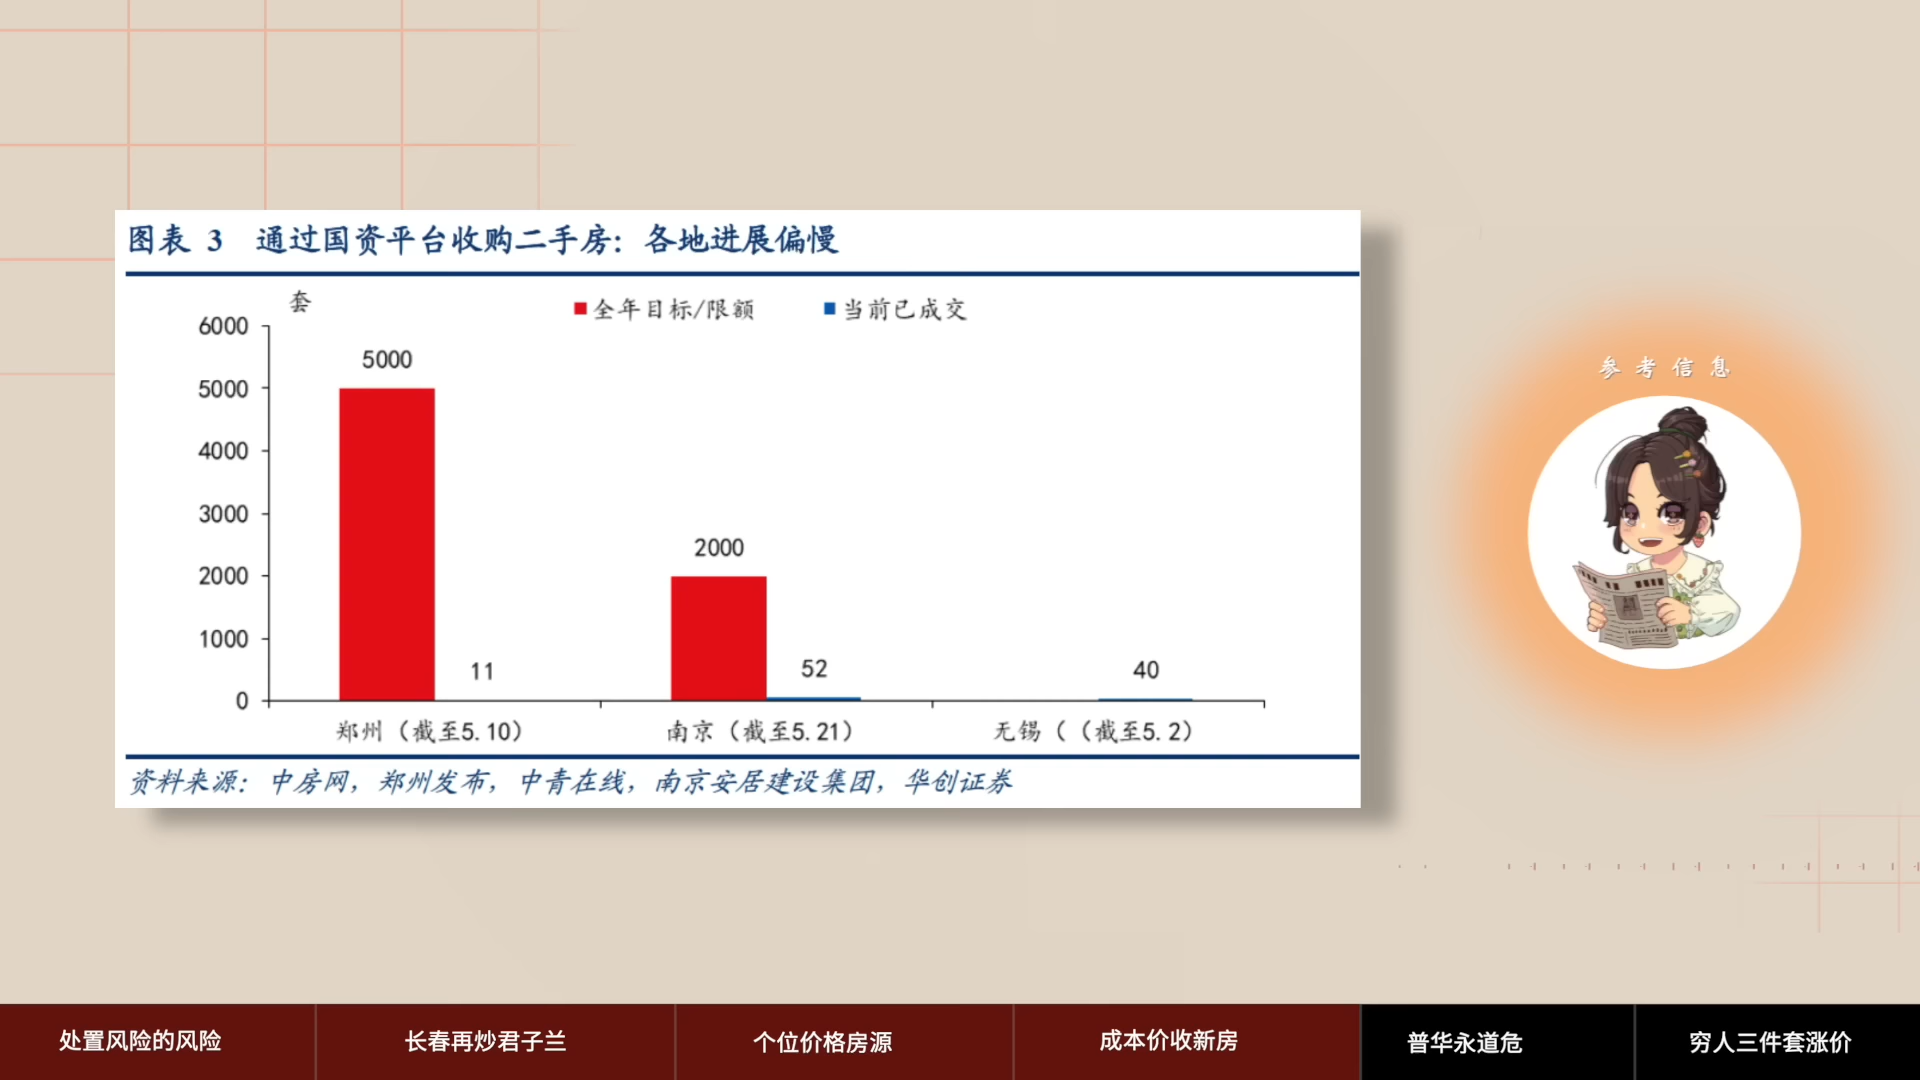 图表 3 通过国资平台收购二手房：各地进展偏慢
套
全年目标/限额 当前已成交
6000
5000
4000
3000
2000
1000
0
5000
11
2000
52
40
郑州（截至5.10） 南京（截至5.21） 无锡（（截至5.2）
资料来源：中房网，郑州发布，中青在线，南京安居建设集团，华创证券
参考信息
处置风险的风险 长春再炒君子兰 个位价格房源 成本价收新房 普华永道危 穷人三件套涨价